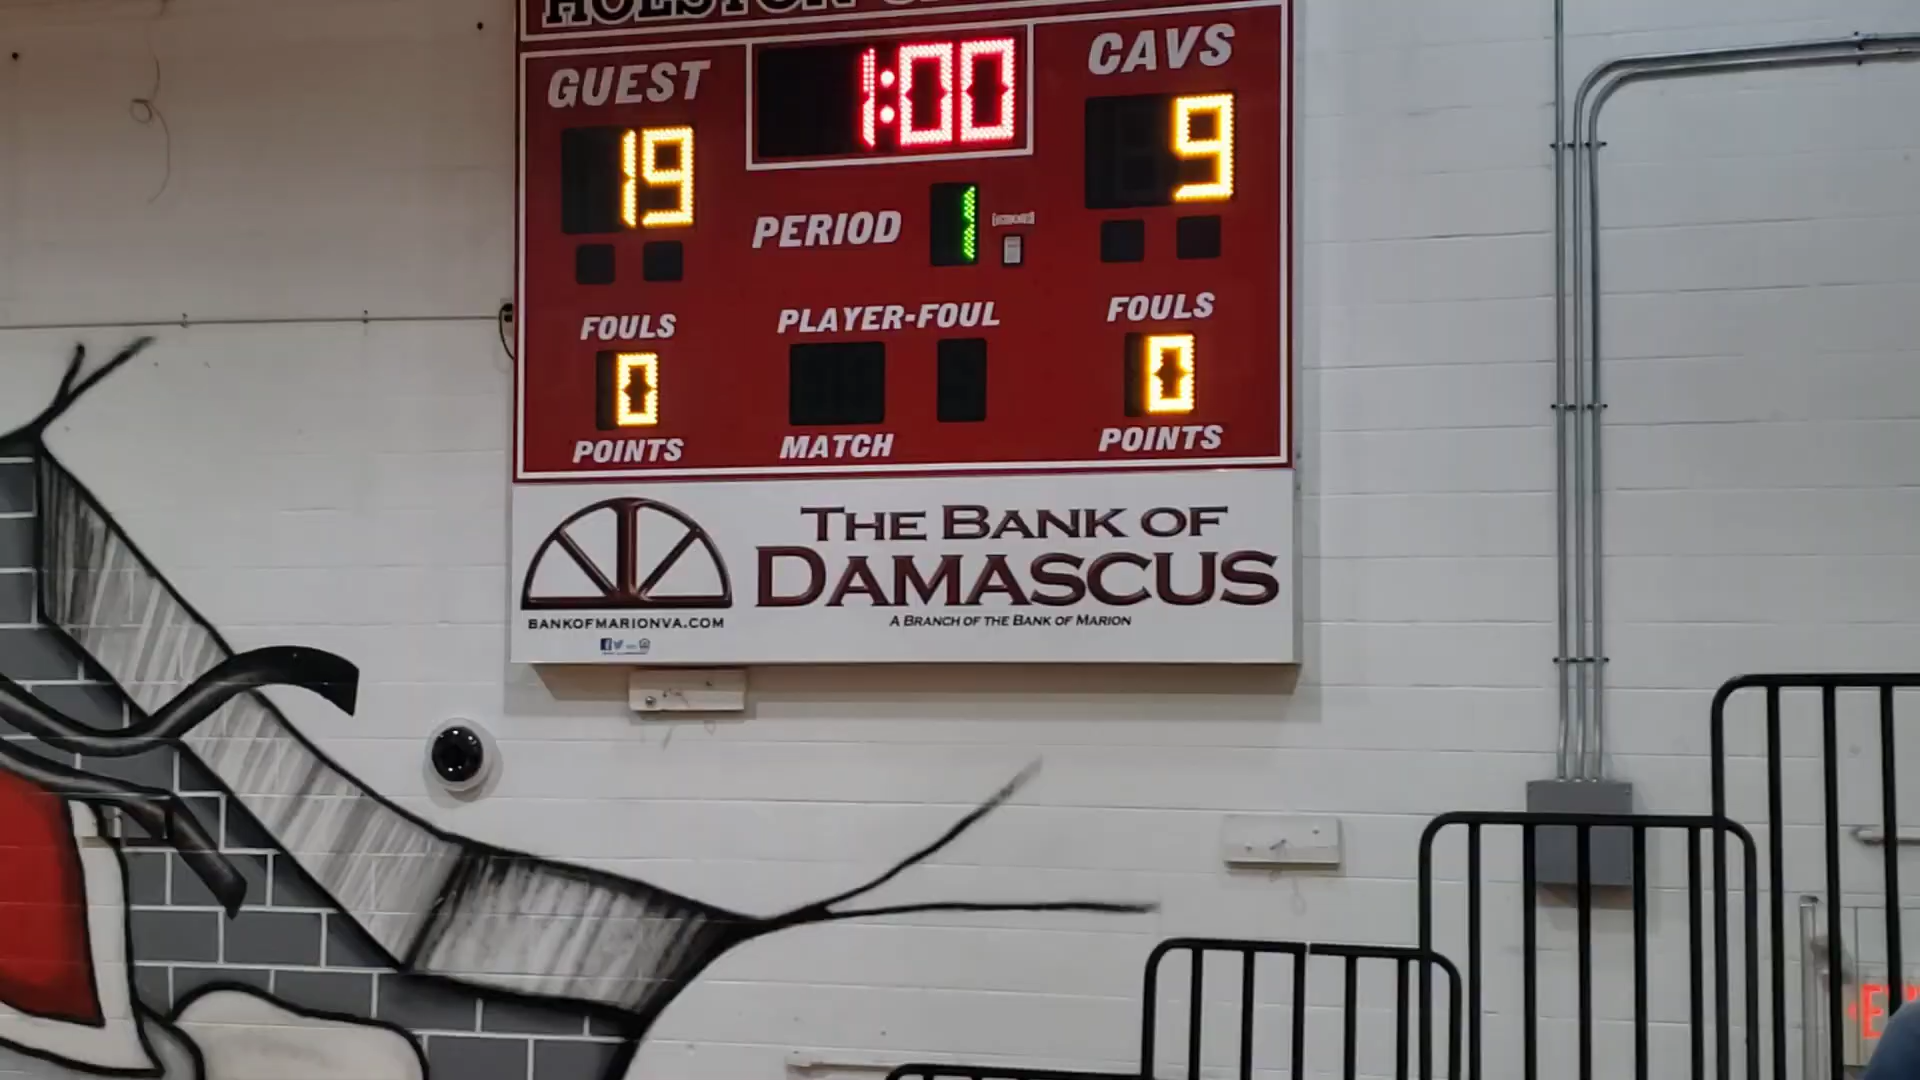 HOLSTON
GUEST 1:00 CAVS
19 9
PERIOD 1
FOULS PLAYER-FOUL FOULS
0 0
POINTS MATCH POINTS
THE BANK OF
DAMASCUS
BANKOFMARIONVA.COM A BRANCH OF THE BANK OF MARION